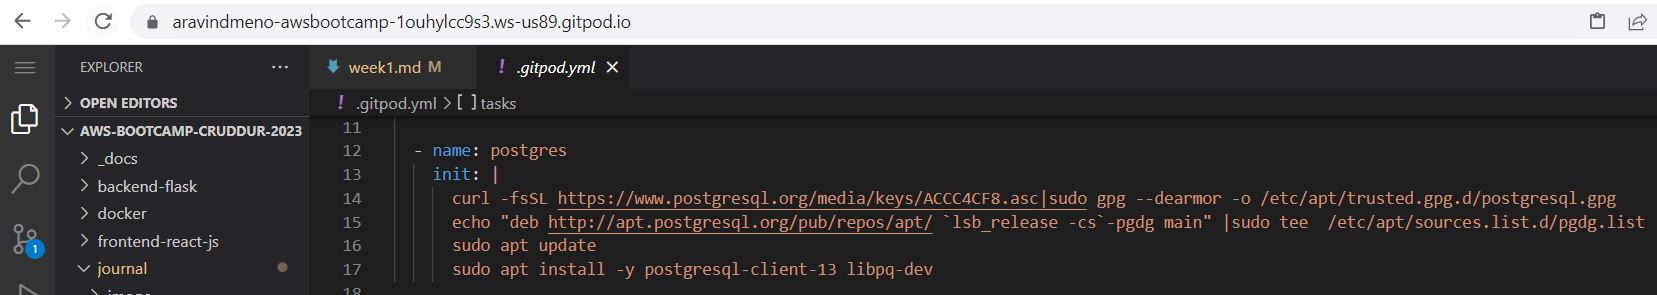 aravindmeno-awsbootcamp-1ouhylcc9s3.ws-us89.gitpod.io
EXPLORER
week1.md M
.gitpod.yml
OPEN EDITORS
.gitpod.yml > [ ] tasks
AWS-BOOTCAMP-CRUDDUR-2023
_docs
backend-flask
docker
frontend-react-js
journal
image
1
11
12 - name: postgres
13 init: |
14 curl -fsSL https://www.postgresql.org/media/keys/ACCC4CF8.asc|sudo gpg --dearmor -o /etc/apt/trusted.gpg.d/postgresql.gpg
15 echo "deb http://apt.postgresql.org/pub/repos/apt/ `lsb_release -cs`-pgdg main" |sudo tee  /etc/apt/sources.list.d/pgdg.list
16 sudo apt update
17 sudo apt install -y postgresql-client-13 libpq-dev
18